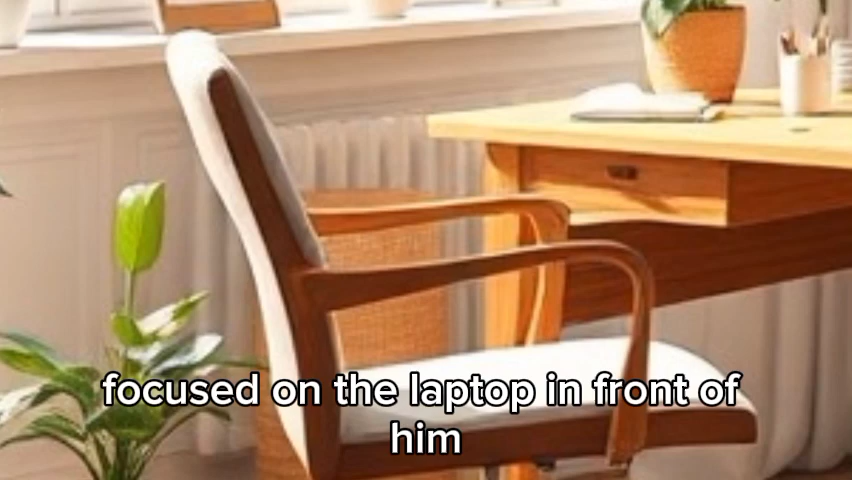 focused on the laptop in front of
him